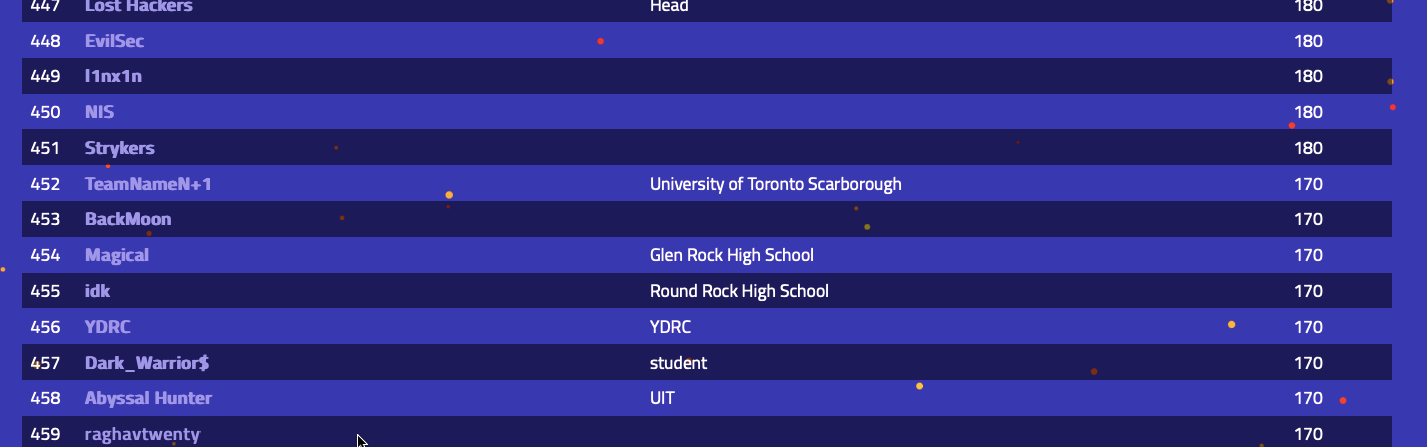 447 Lost Hackers Head 180
448 EvilSec 180
449 l1nx1n 180
450 NIS 180
451 Strykers 180
452 TeamNameN+1 University of Toronto Scarborough 170
453 BackMoon 170
454 Magical Glen Rock High School 170
455 idk Round Rock High School 170
456 YDRC YDRC 170
457 Dark_Warrior$ student 170
458 Abyssal Hunter UIT 170
459 raghavtwenty 170